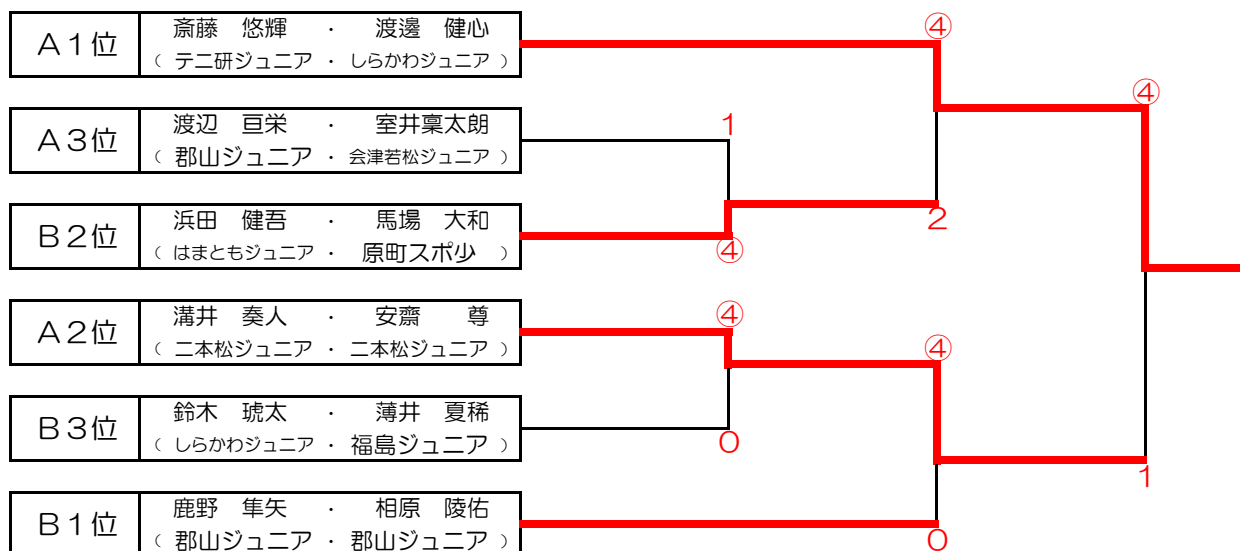 A1位
斎藤 悠輝 ・ 渡邊 健心
（ テニ研ジュニア ・ しらかわジュニア ）
④
④
A3位
渡辺 亘栄 ・ 室井稟太朗
（ 郡山ジュニア ・ 会津若松ジュニア ）
1
B2位
浜田 健吾 ・ 馬場 大和
（ はまともジュニア ・ 原町スポ少 ）
④
2
A2位
溝井 奏人 ・ 安齋 尊
（ 二本松ジュニア ・ 二本松ジュニア ）
④
④
B3位
鈴木 琥太 ・ 薄井 夏稀
（ しらかわジュニア ・ 福島ジュニア ）
0
1
B1位
鹿野 隼矢 ・ 相原 陵佑
（ 郡山ジュニア ・ 郡山ジュニア ）
0